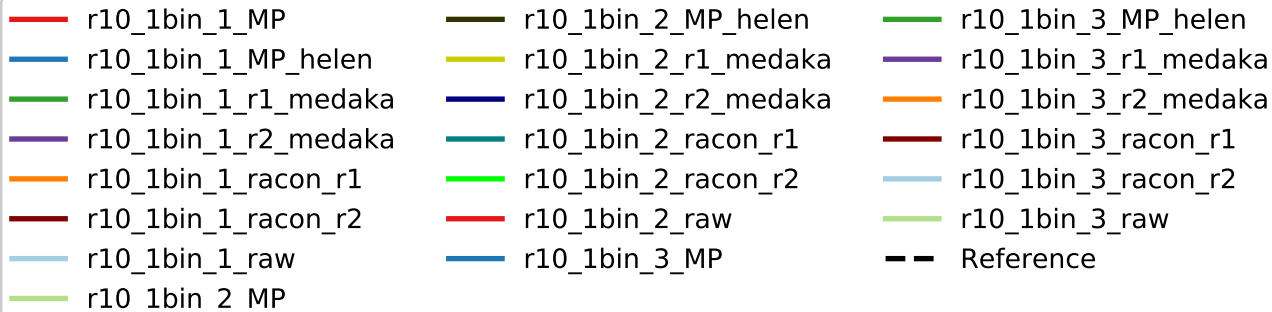 r10_1bin_1_MP
r10_1bin_1_MP_helen
r10_1bin_1_r1_medaka
r10_1bin_1_r2_medaka
r10_1bin_1_racon_r1
r10_1bin_1_racon_r2
r10_1bin_1_raw
r10_1bin_2_MP
r10_1bin_2_MP_helen
r10_1bin_2_r1_medaka
r10_1bin_2_r2_medaka
r10_1bin_2_racon_r1
r10_1bin_2_racon_r2
r10_1bin_2_raw
r10_1bin_3_MP
r10_1bin_3_MP_helen
r10_1bin_3_r1_medaka
r10_1bin_3_r2_medaka
r10_1bin_3_racon_r1
r10_1bin_3_racon_r2
r10_1bin_3_raw
Reference